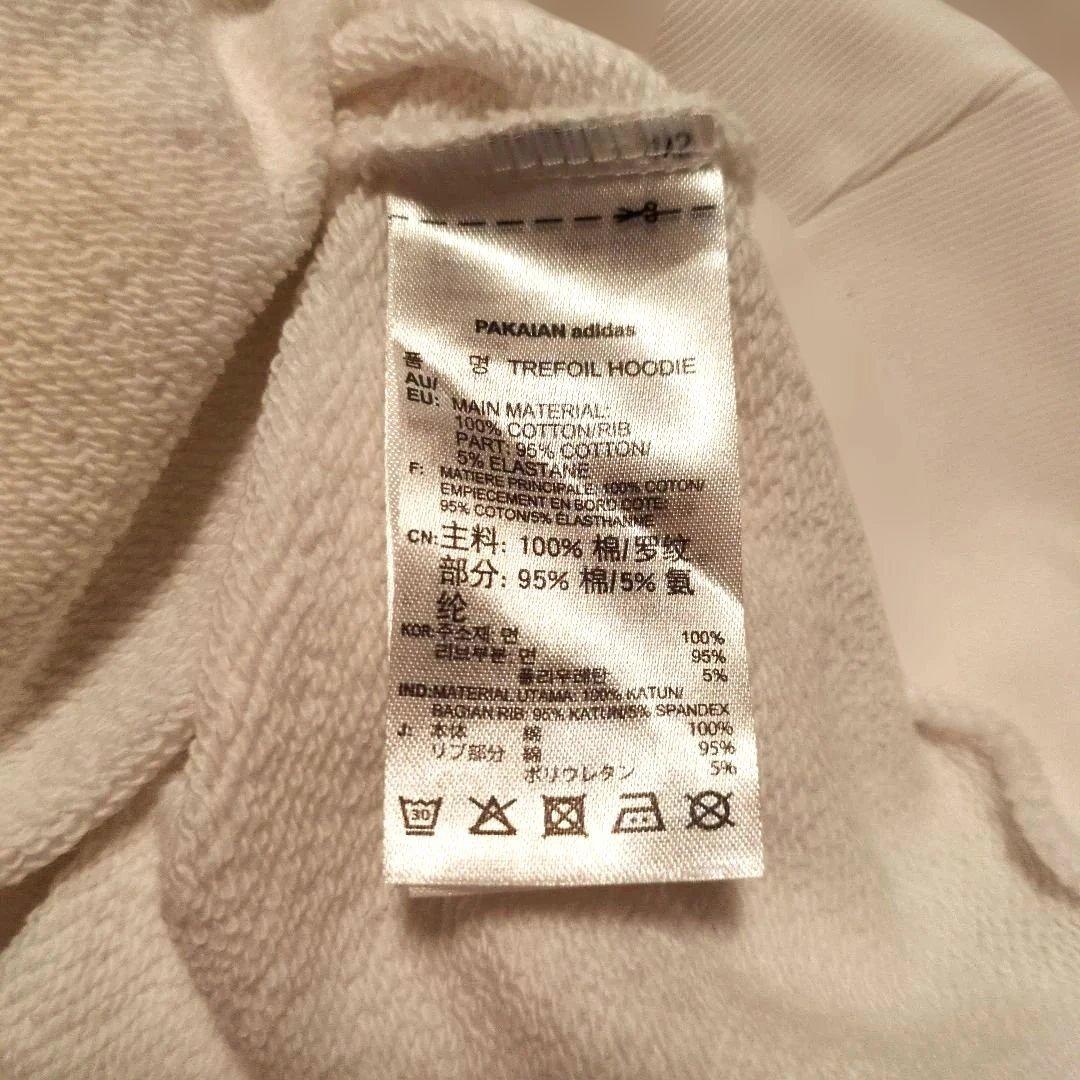 PAKAIAN adidas
품 명 TREFOIL HOODIE
AU/
EU: MAIN MATERIAL:
100% COTTON/RIB
PART: 95% COTTON/
5% ELASTANE
F: MATIERE PRINCIPALE: 100% COTON/
EMPIECEMENT EN BORD COTE:
95% COTON/5% ÉLASTHANNE
CN: 主料: 100% 棉/罗纹
部分: 95% 棉/5% 氨
纶
KOR: 주소재: 면 100%
리브부분: 면 95%
폴리우레탄 5%
IND: MATERIAL UTAMA: 100% KATUN/
BAGIAN RIB: 95% KATUN/5% SPANDEX
J: 本体 綿 100%
リブ部分 綿 95%
ポリウレタン 5%
30